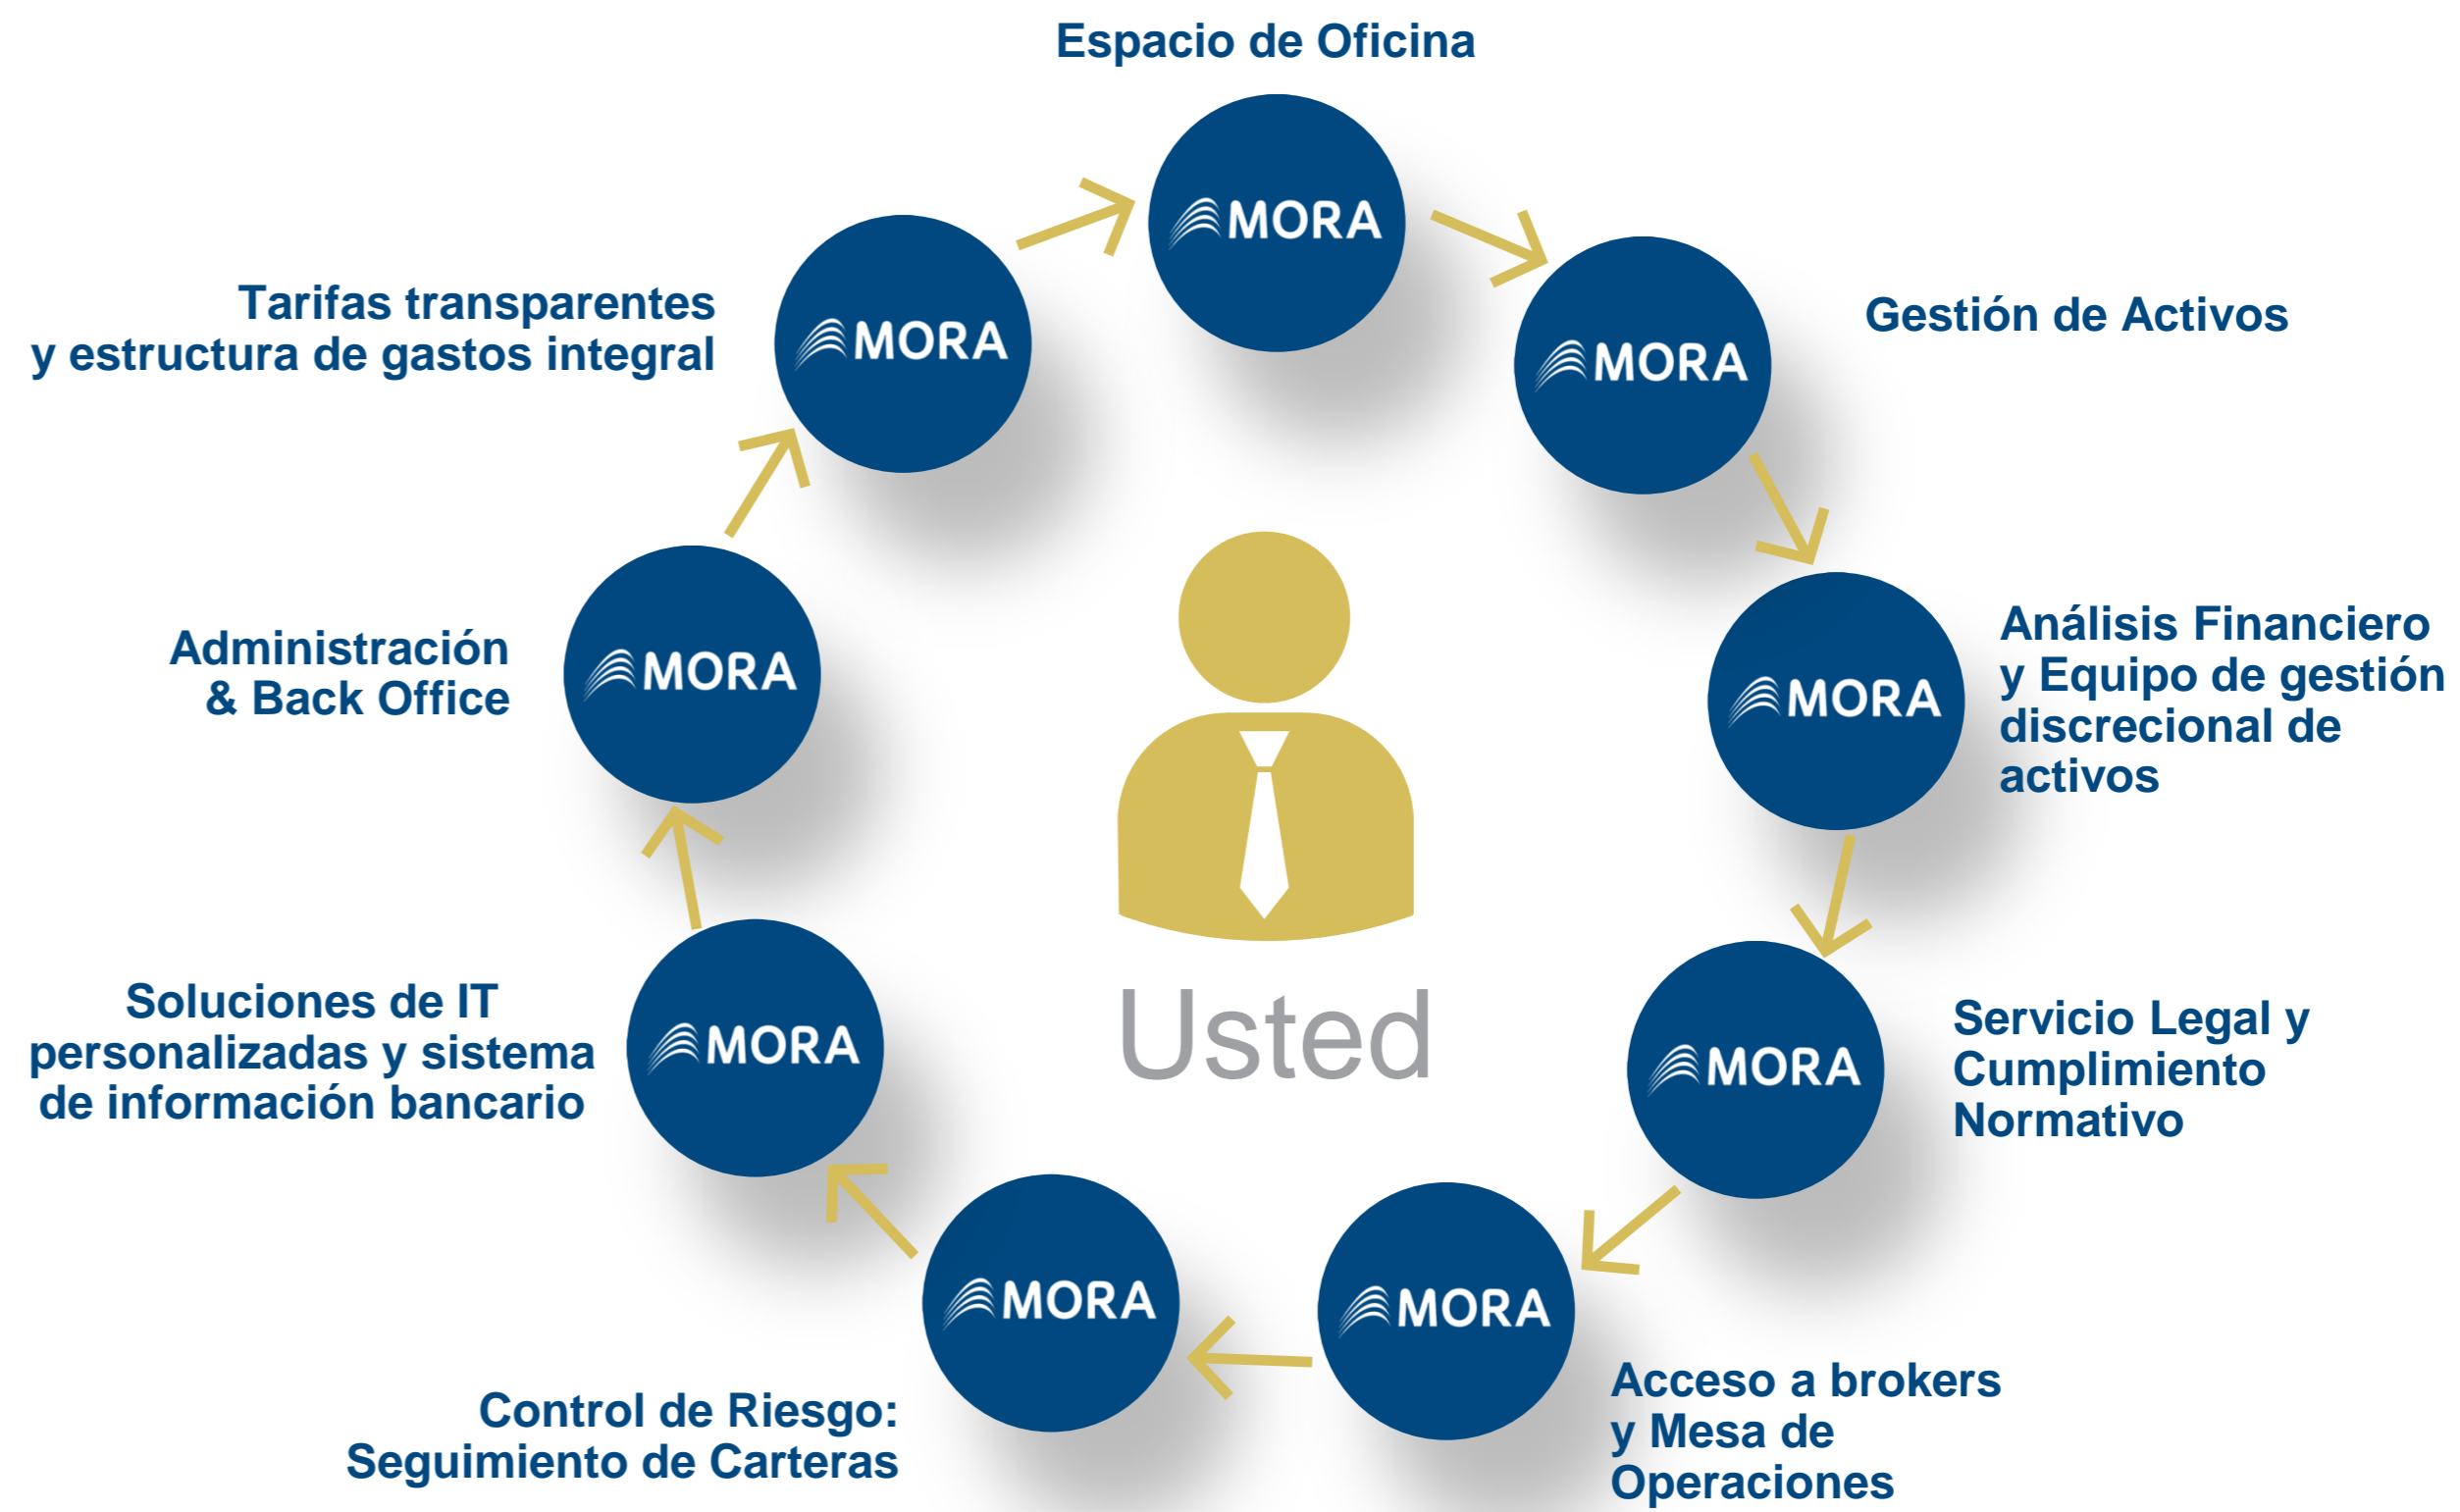 Espacio de Oficina
MORA
Gestión de Activos
MORA
Análisis Financiero
y Equipo de gestión
discrecional de
activos
MORA
Servicio Legal y
Cumplimiento
Normativo
MORA
Acceso a brokers
y Mesa de
Operaciones
MORA
Control de Riesgo:
Seguimiento de Carteras
MORA
Soluciones de IT
personalizadas y sistema
de información bancario
MORA
Administración
& Back Office
MORA
Tarifas transparentes
y estructura de gastos integral
MORA
Usted